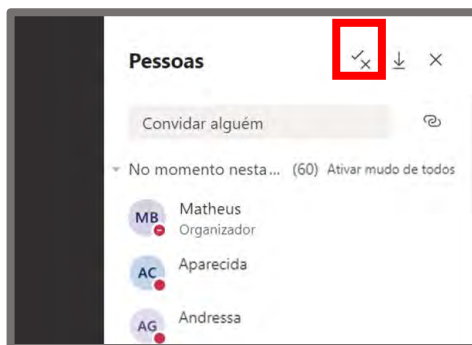 Pessoas
Convidar alguém
No momento nesta... (60) Ativar mudo de todos
MB Matheus
Organizador
AC Aparecida
AG Andressa